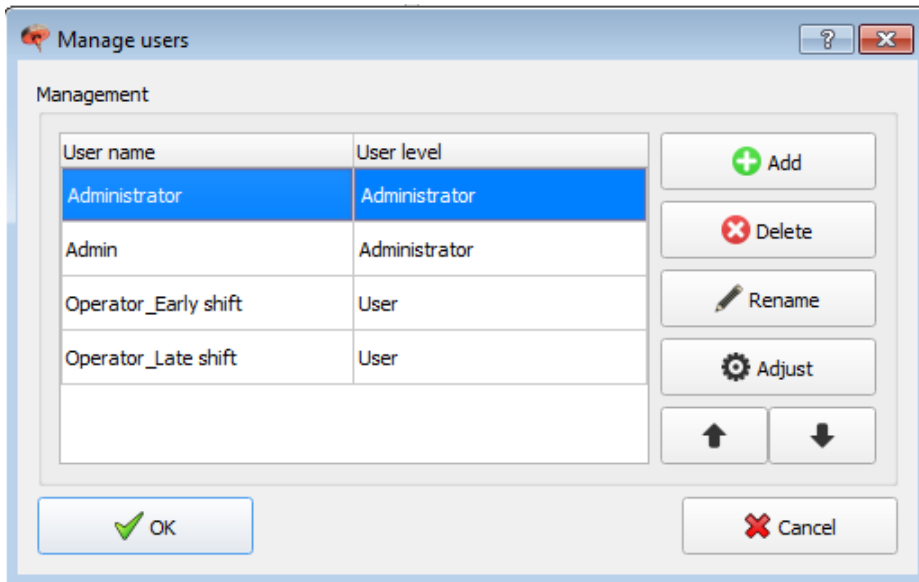 Manage users
?
Management
User name User level
Administrator Administrator
Admin Administrator
Operator_Early shift User
Operator_Late shift User
Add
Delete
Rename
Adjust
OK Cancel